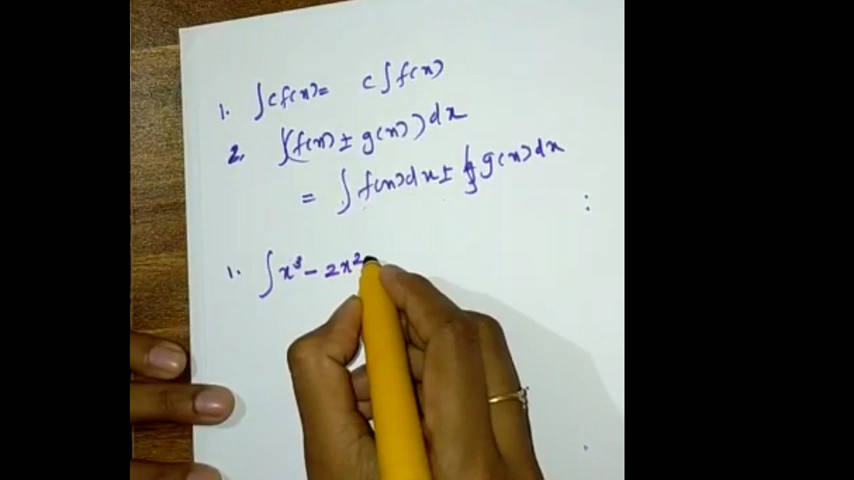 1. ∫cf(x)= c∫f(x)
2. ∫(f(x) ± g(x))dx
= ∫f(x)dx ± ∫g(x)dx
1. ∫x³ - 2x²